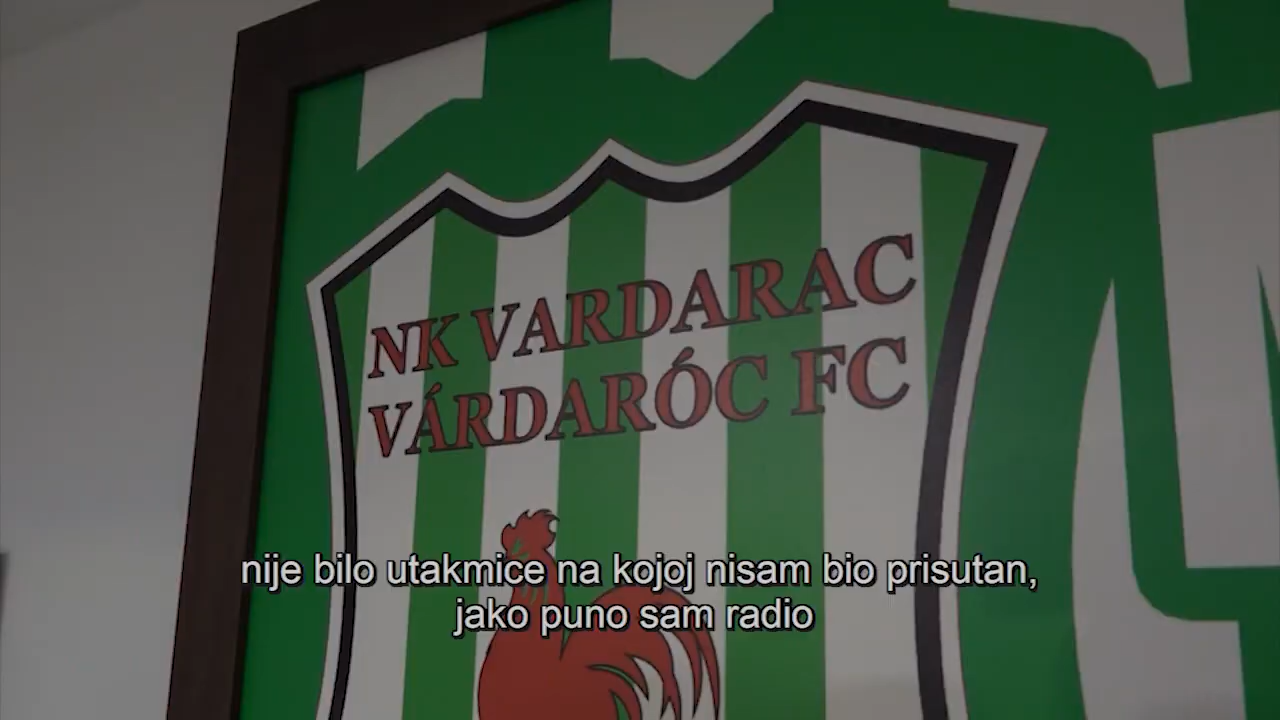 NK VARDARAC
VÁRDARÓC FC
nije bilo utakmice na kojoj nisam bio prisutan,
jako puno sam radio